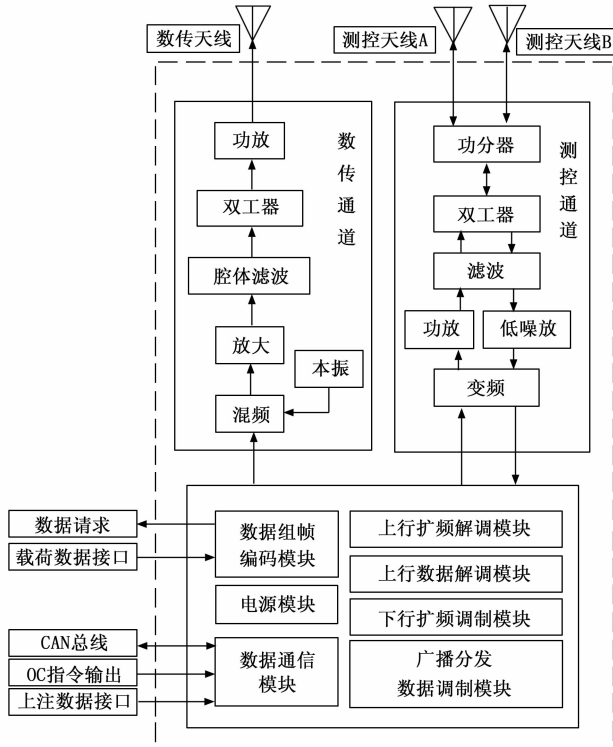 数传天线
测控天线A
测控天线B
数传通道
功放
双工器
腔体滤波
放大
本振
混频
测控通道
功分器
双工器
滤波
功放
低噪放
变频
数据请求
载荷数据接口
CAN总线
OC指令输出
上注数据接口
数据组帧
编码模块
电源模块
数据通信
模块
上行扩频解调模块
上行数据解调模块
下行扩频调制模块
广播分发
数据调制模块